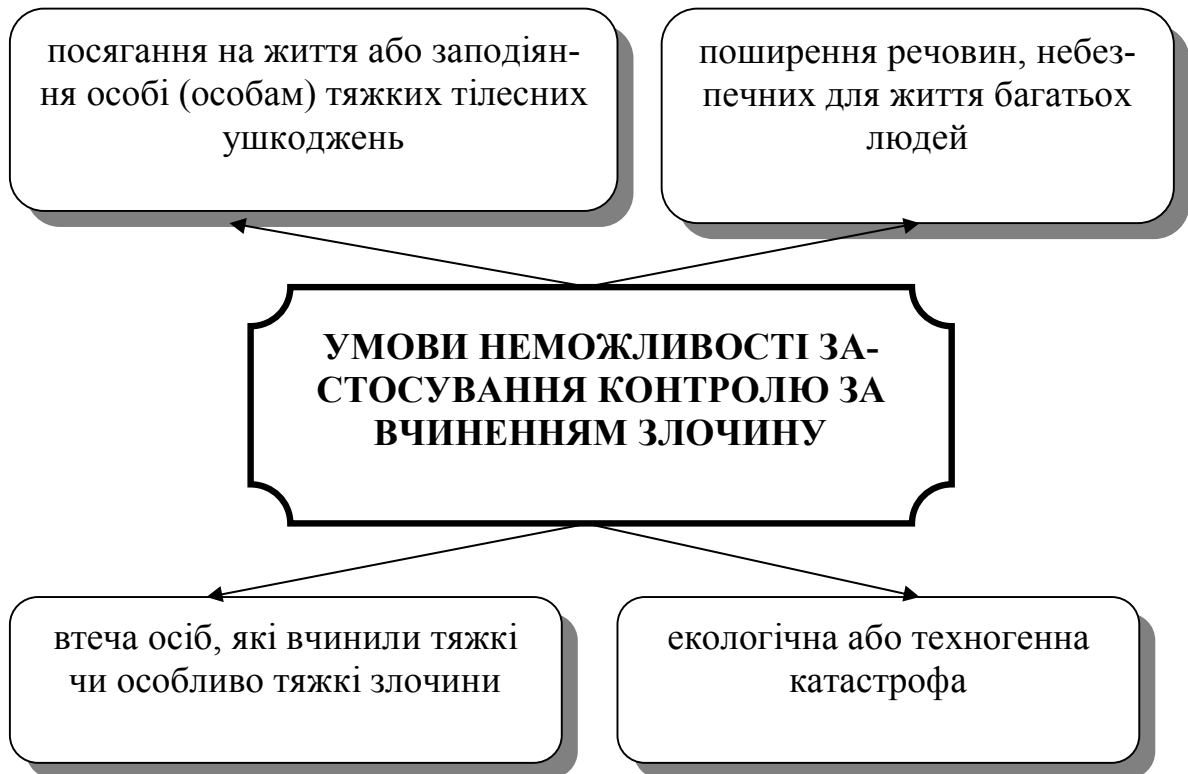 посягання на життя або заподіян-
ня особі (особам) тяжких тілесних
ушкоджень
поширення речовин, небез-
печних для життя багатьох
людей
УМОВИ НЕМОЖЛИВОСТІ ЗА-
СТОСУВАННЯ КОНТРОЛЮ ЗА
ВЧИНЕННЯМ ЗЛОЧИНУ
втеча осіб, які вчинили тяжкі
чи особливо тяжкі злочини
екологічна або техногенна
катастрофа